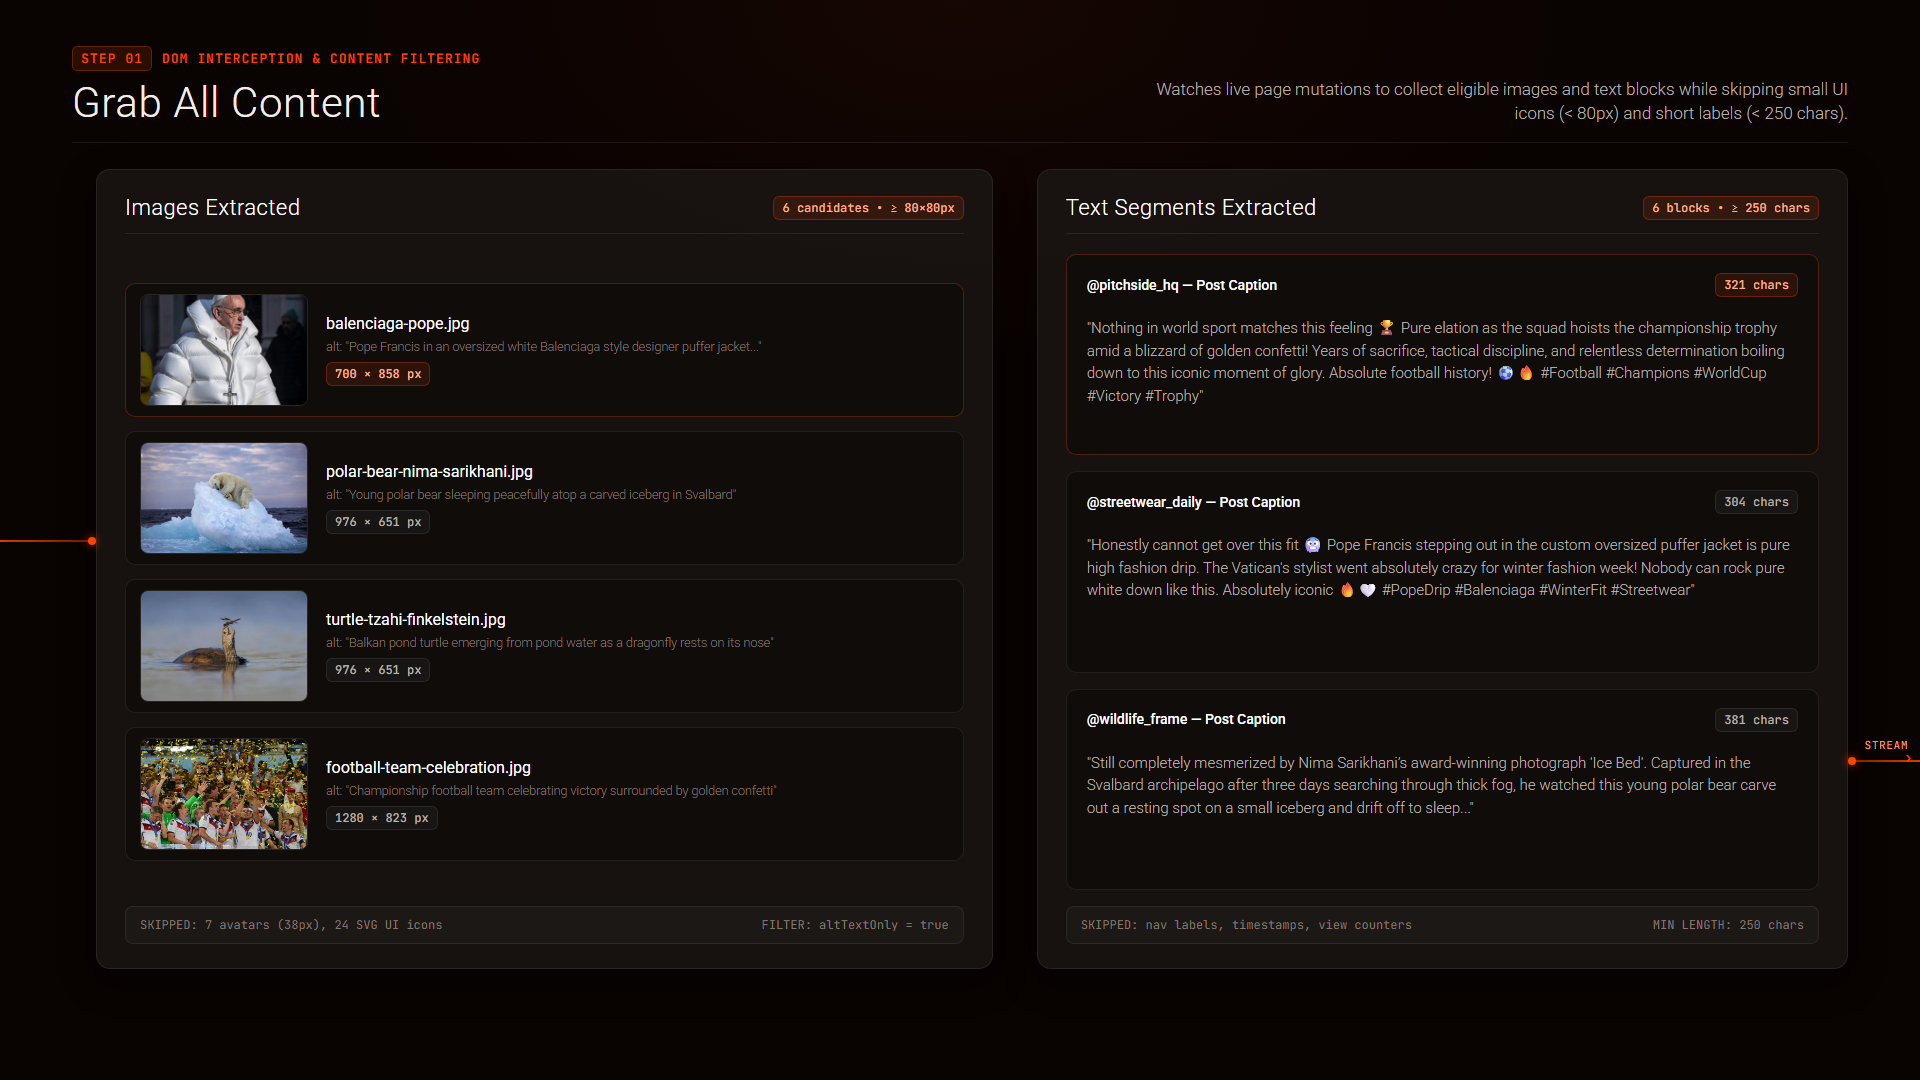 STEP 01 DOM INTERCEPTION & CONTENT FILTERING
Grab All Content
Watches live page mutations to collect eligible images and text blocks while skipping small UI
icons (< 80px) and short labels (< 250 chars).
Images Extracted
6 candidates • ≥ 80×80px
balenciaga-pope.jpg
alt: "Pope Francis in an oversized white Balenciaga style designer puffer jacket..."
700 × 858 px
polar-bear-nima-sarikhani.jpg
alt: "Young polar bear sleeping peacefully atop a carved iceberg in Svalbard"
976 × 651 px
turtle-tzahi-finkelstein.jpg
alt: "Balkan pond turtle emerging from pond water as a dragonfly rests on its nose"
976 × 651 px
football-team-celebration.jpg
alt: "Championship football team celebrating victory surrounded by golden confetti"
1280 × 823 px
SKIPPED: 7 avatars (38px), 24 SVG UI icons
FILTER: altTextOnly = true
Text Segments Extracted
6 blocks • ≥ 250 chars
@pitchside_hq — Post Caption
321 chars
"Nothing in world sport matches this feeling 🏆 Pure elation as the squad hoists the championship trophy
amid a blizzard of golden confetti! Years of sacrifice, tactical discipline, and relentless determination boiling
down to this iconic moment of glory. Absolute football history! ⚽ 🔥 #Football #Champions #WorldCup
#Victory #Trophy"
@streetwear_daily — Post Caption
304 chars
"Honestly cannot get over this fit 🥶 Pope Francis stepping out in the custom oversized puffer jacket is pure
high fashion drip. The Vatican's stylist went absolutely crazy for winter fashion week! Nobody can rock pure
white down like this. Absolutely iconic 🔥 🤍 #PopeDrip #Balenciaga #WinterFit #Streetwear"
@wildlife_frame — Post Caption
381 chars
"Still completely mesmerized by Nima Sarikhani's award-winning photograph 'Ice Bed'. Captured in the
Svalbard archipelago after three days searching through thick fog, he watched this young polar bear carve
out a resting spot on a small iceberg and drift off to sleep..."
SKIPPED: nav labels, timestamps, view counters
MIN LENGTH: 250 chars
STREAM